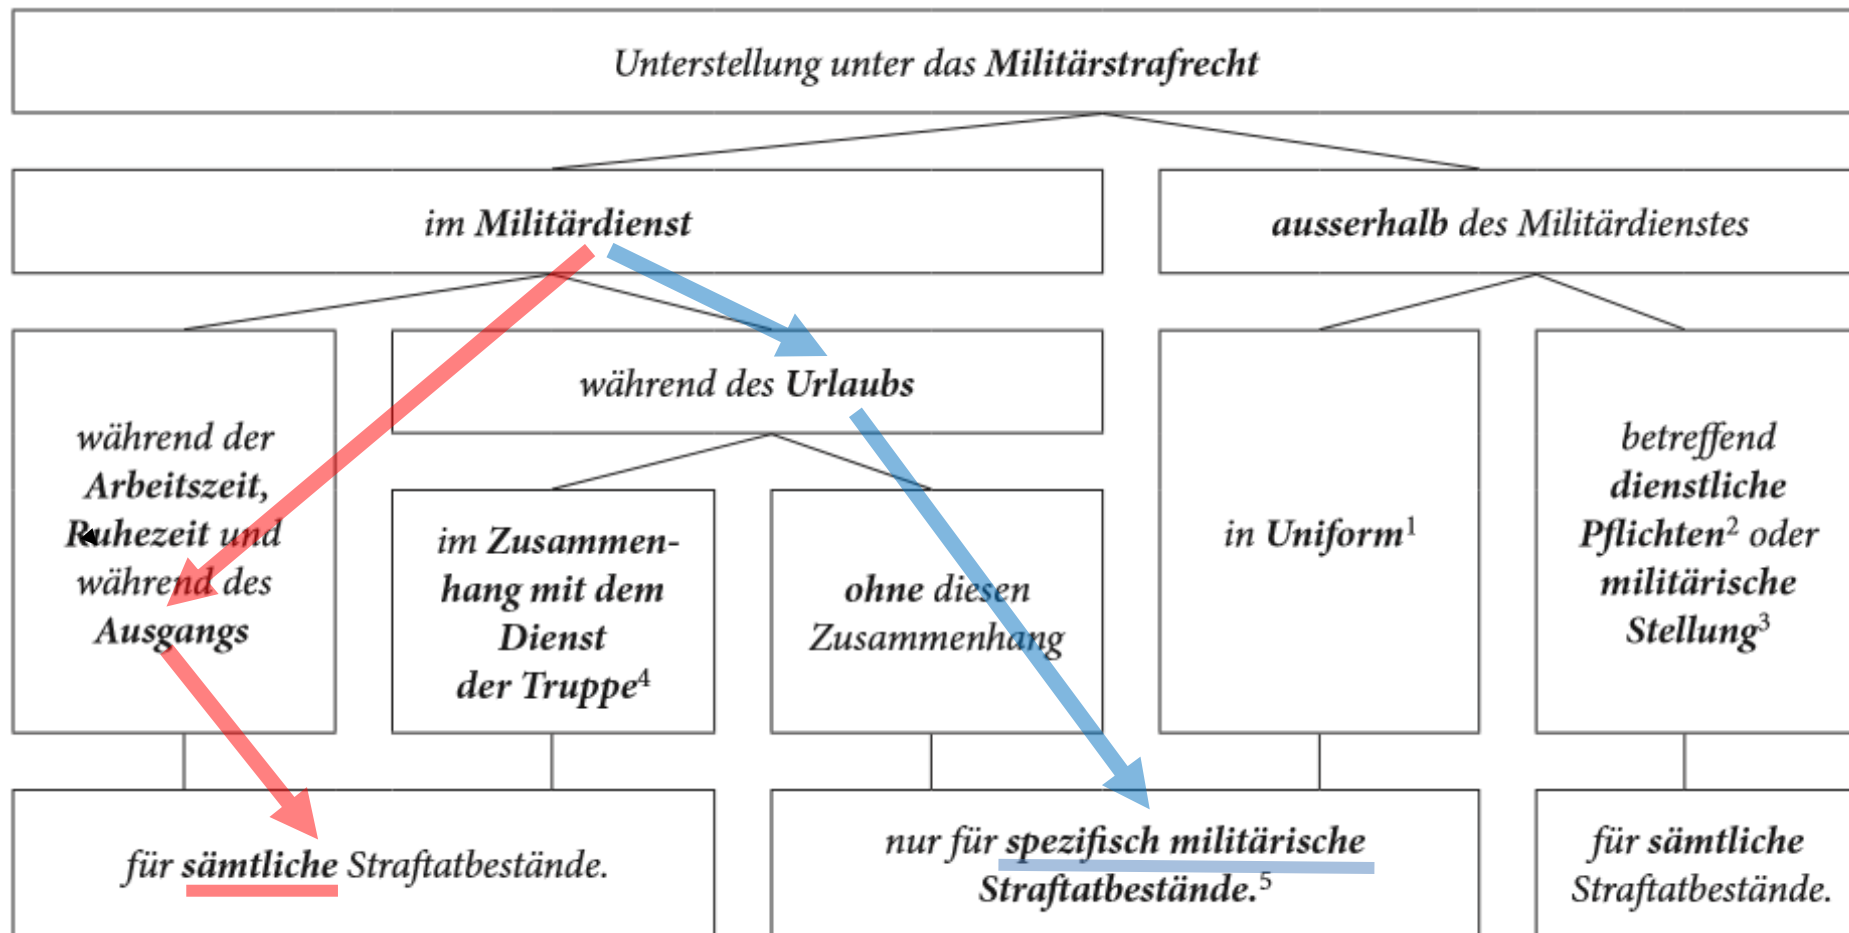 Unterstellung unter das Militärstrafrecht
im Militärdienst
ausserhalb des Militärdienstes
während der
Arbeitszeit,
Ruhezeit und
während des
Ausgangs
während des Urlaubs
im Zusammen-
hang mit dem
Dienst
der Truppe4
ohne diesen
Zusammenhang
in Uniform1
betreffend
dienstliche
Pflichten2 oder
militärische
Stellung3
für sämtliche Straftatbestände.
nur für spezifisch militärische
Straftatbestände.5
für sämtliche
Straftatbestände.